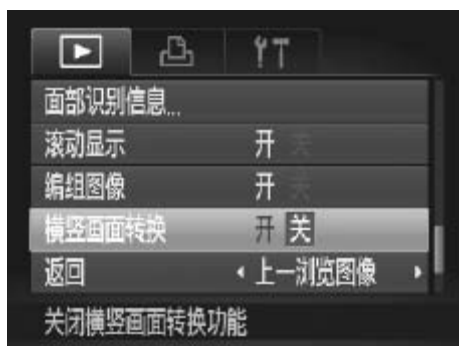 面部识别信息...
滚动显示 开 关
编组图像 开 关
横竖画面转换 开 关
返回 上一浏览图像
关闭横竖画面转换功能